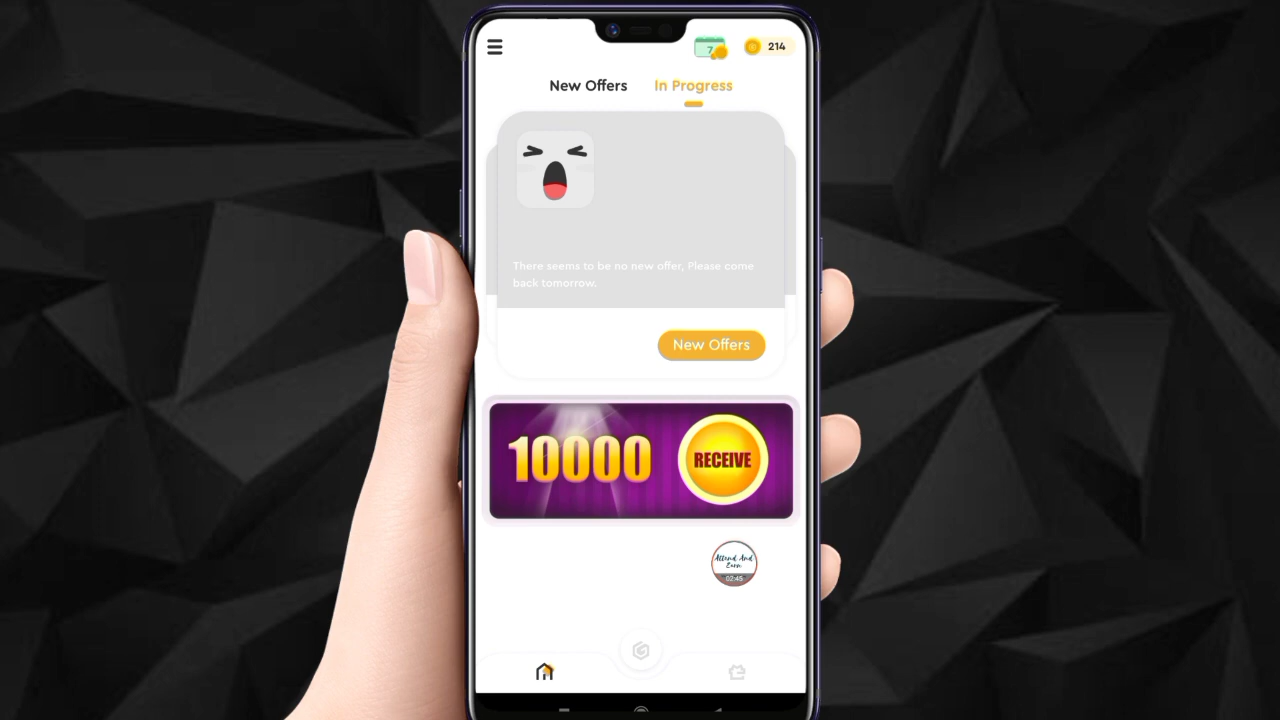 7
214
New Offers
In Progress
There seems to be no new offer, Please come
back tomorrow.
New Offers
10000
RECEIVE
Attend And
Earn
02:45